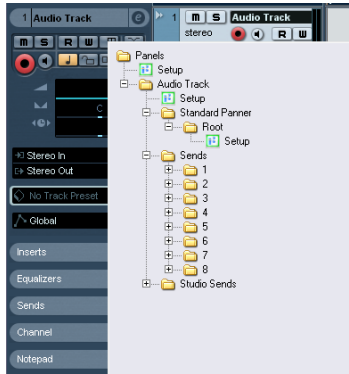 1 Audio Track e
1 M S Audio Track
stereo R W
M S R W
C
Stereo In
Stereo Out
No Track Preset
Global
Inserts
Equalizers
Sends
Channel
Notepad
Panels
Setup
Audio Track
Setup
Standard Panner
Root
Setup
Sends
1
2
3
4
5
6
7
8
Studio Sends